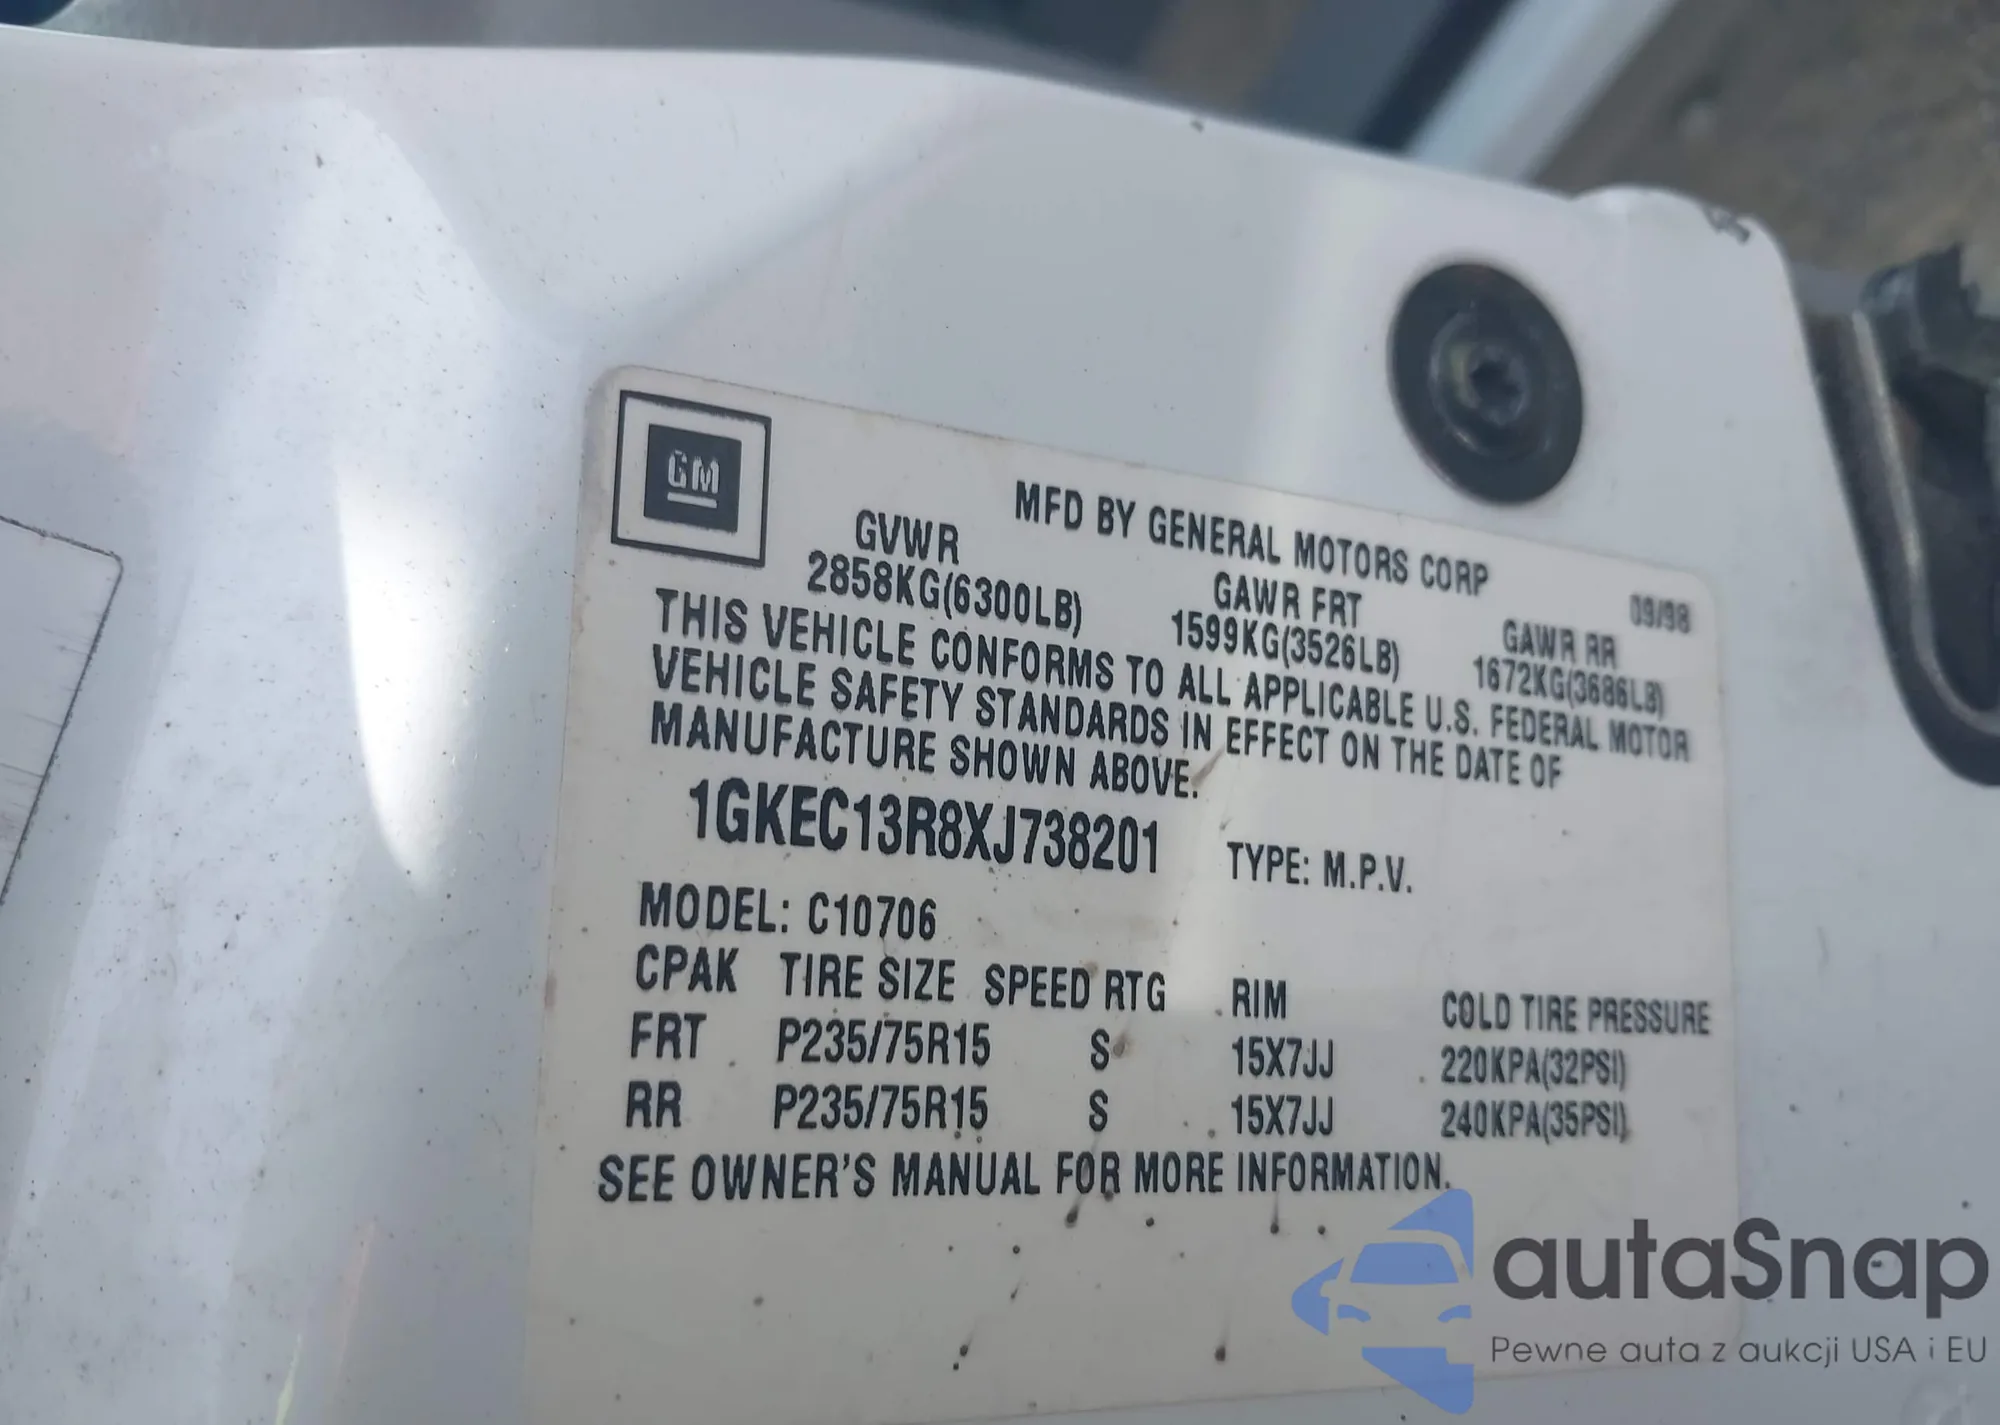 GM
MFD BY GENERAL MOTORS CORP
09/98
GVWR GAWR FRT GAWR RR
2858KG(6300LB) 1599KG(3526LB) 1672KG(3686LB)
THIS VEHICLE CONFORMS TO ALL APPLICABLE U.S. FEDERAL MOTOR
VEHICLE SAFETY STANDARDS IN EFFECT ON THE DATE OF
MANUFACTURE SHOWN ABOVE.
1GKEC13R8XJ738201 TYPE: M.P.V.
MODEL: C10706
CPAK TIRE SIZE SPEED RTG RIM COLD TIRE PRESSURE
FRT P235/75R15 S 15X7JJ 220KPA(32PSI)
RR P235/75R15 S 15X7JJ 240KPA(35PSI)
SEE OWNER'S MANUAL FOR MORE INFORMATION.
autaSnap
Pewne auta z aukcji USA i EU